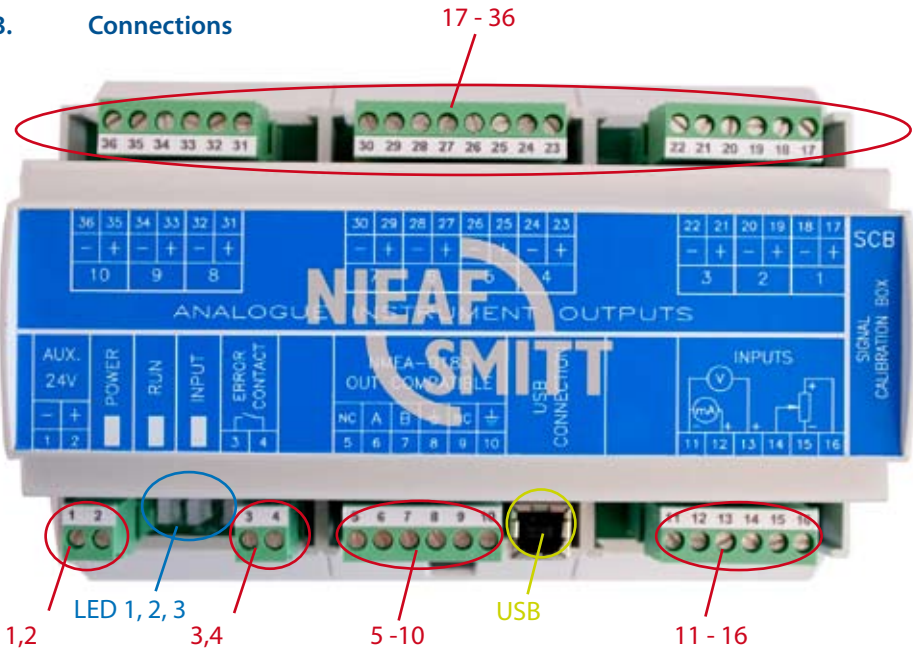 3. Connections
17 - 36
36 35 34 33 32 31
30 29 28 27 26 25 24 23
22 21 20 19 18 17
36 35 34 33 32 31
- + - + - +
10 9 8
30 29 28 27 26 25 24 23
- + - + + - +
5 4
22 21 20 19 18 17
- + - + - +
3 2 1
SCB
SIGNAL CALIBRATION BOX
NIEAF
SMITT
ANALOGUE INSTRUMENT OUTPUTS
AUX.
24V
- +
1 2
POWER
RUN
INPUT
ERROR
CONTACT
3 4
NMEA-0183
OUT COMPATIBLE
NC A B
5 6 7 8 9 10
USB
CONNECTION
INPUTS
V
mA
- + + + -
11 12 13 14 15 16
1 2
3 4
5 6 7 8 9 10
11 12 13 14 15 16
LED 1, 2, 3
USB
1,2
3,4
5 -10
11 - 16